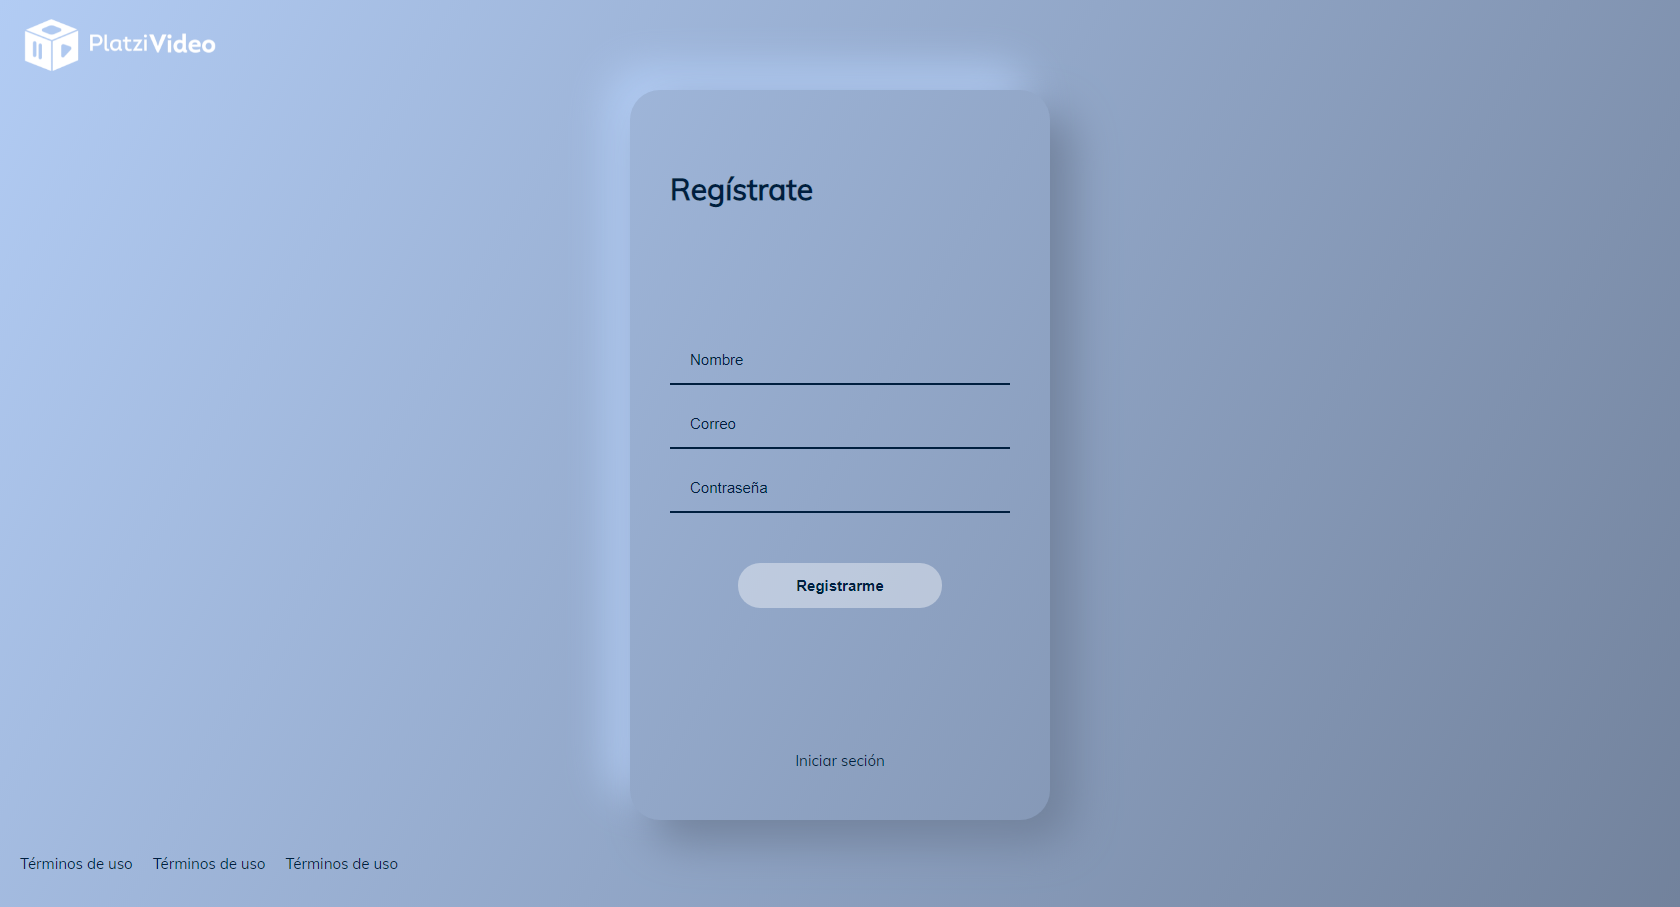 PlatziVideo
Regístrate
Nombre
Correo
Contraseña
Registrarme
Iniciar seción
Términos de uso Términos de uso Términos de uso